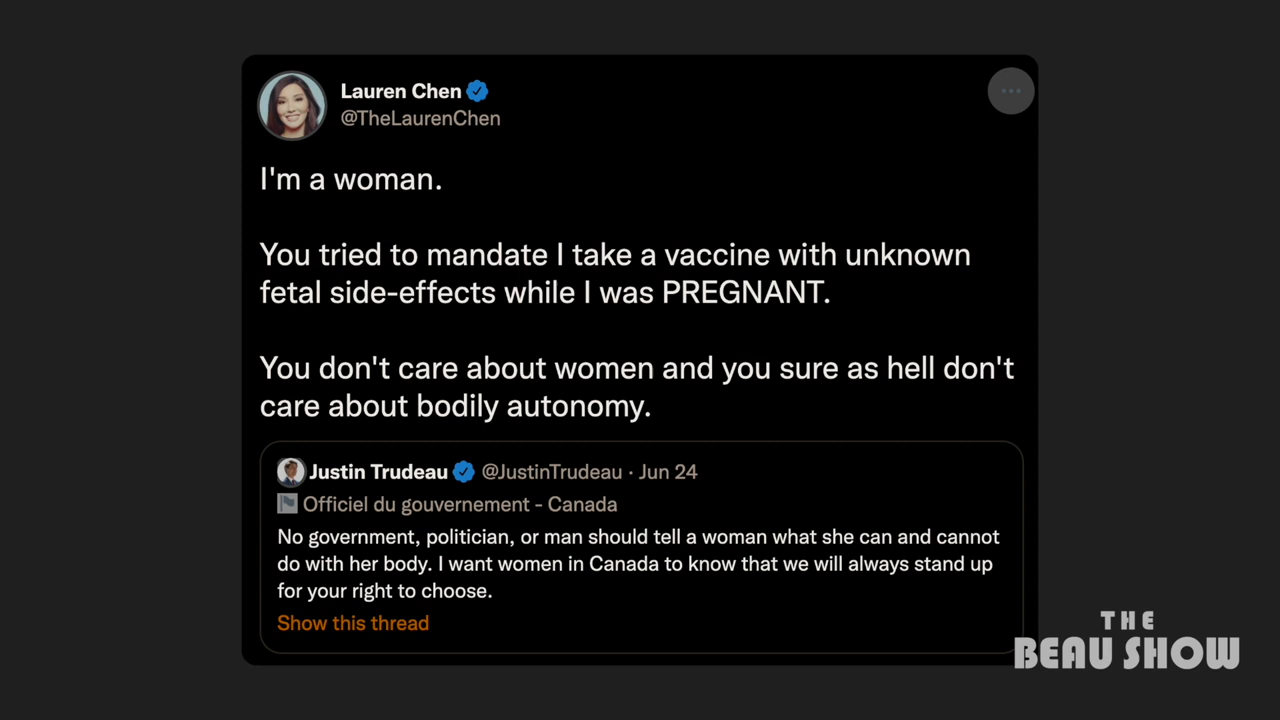 Lauren Chen
@TheLaurenChen
I'm a woman.
You tried to mandate I take a vaccine with unknown
fetal side-effects while I was PREGNANT.
You don't care about women and you sure as hell don't
care about bodily autonomy.
Justin Trudeau @JustinTrudeau · Jun 24
Officiel du gouvernement - Canada
No government, politician, or man should tell a woman what she can and cannot
do with her body. I want women in Canada to know that we will always stand up
for your right to choose.
Show this thread
THE
BEAU SHOW